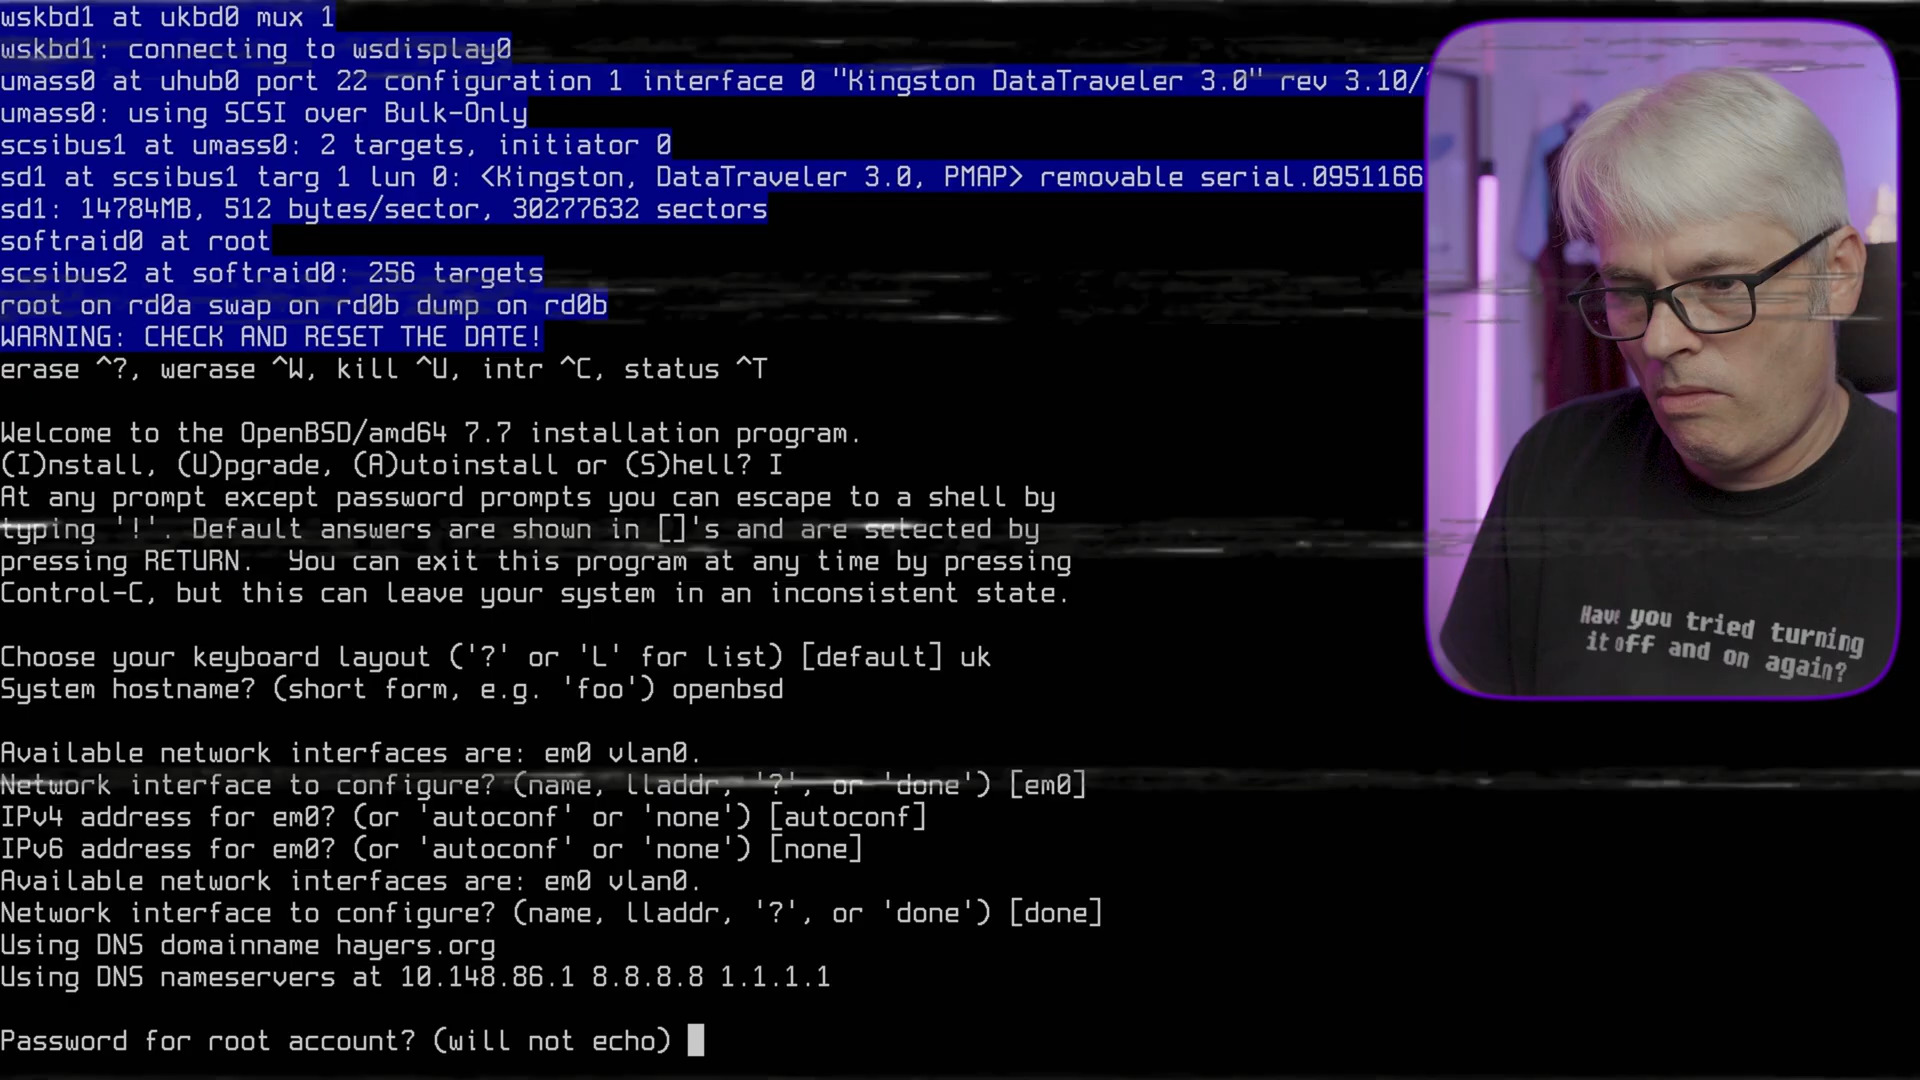 wskbd1 at ukbd0 mux 1
wskbd1: connecting to wsdisplay0
umass0 at uhub0 port 22 configuration 1 interface 0 "Kingston DataTraveler 3.0" rev 3.10/
umass0: using SCSI over Bulk-Only
scsibus1 at umass0: 2 targets, initiator 0
sd1 at scsibus1 targ 1 lun 0: <Kingston, DataTraveler 3.0, PMAP> removable serial.0951166
sd1: 14784MB, 512 bytes/sector, 30277632 sectors
softraid0 at root
scsibus2 at softraid0: 256 targets
root on rd0a swap on rd0b dump on rd0b
WARNING: CHECK AND RESET THE DATE!
erase ^?, werase ^W, kill ^U, intr ^C, status ^T
Welcome to the OpenBSD/amd64 7.7 installation program.
(I)nstall, (U)pgrade, (A)utoinstall or (S)hell? I
At any prompt except password prompts you can escape to a shell by
typing '!'. Default answers are shown in []'s and are selected by
pressing RETURN.  You can exit this program at any time by pressing
Control-C, but this can leave your system in an inconsistent state.
Choose your keyboard layout ('?' or 'L' for list) [default] uk
System hostname? (short form, e.g. 'foo') openbsd
Available network interfaces are: em0 vlan0.
Network interface to configure? (name, lladdr, '?', or 'done') [em0]
IPv4 address for em0? (or 'autoconf' or 'none') [autoconf]
IPv6 address for em0? (or 'autoconf' or 'none') [none]
Available network interfaces are: em0 vlan0.
Network interface to configure? (name, lladdr, '?', or 'done') [done]
Using DNS domainname hayers.org
Using DNS nameservers at 10.148.86.1 8.8.8.8 1.1.1.1
Password for root account? (will not echo)
Have you tried turning
it off and on again?